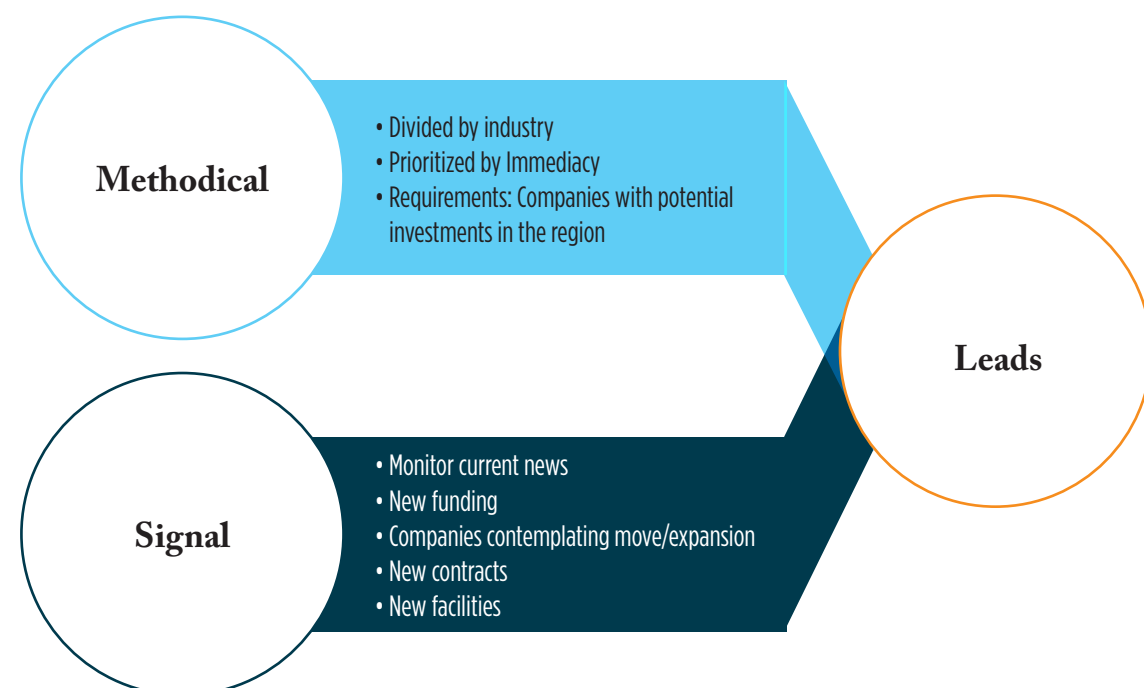 Methodical
• Divided by industry
• Prioritized by Immediacy
• Requirements: Companies with potential
investments in the region
Leads
Signal
• Monitor current news
• New funding
• Companies contemplating move/expansion
• New contracts
• New facilities